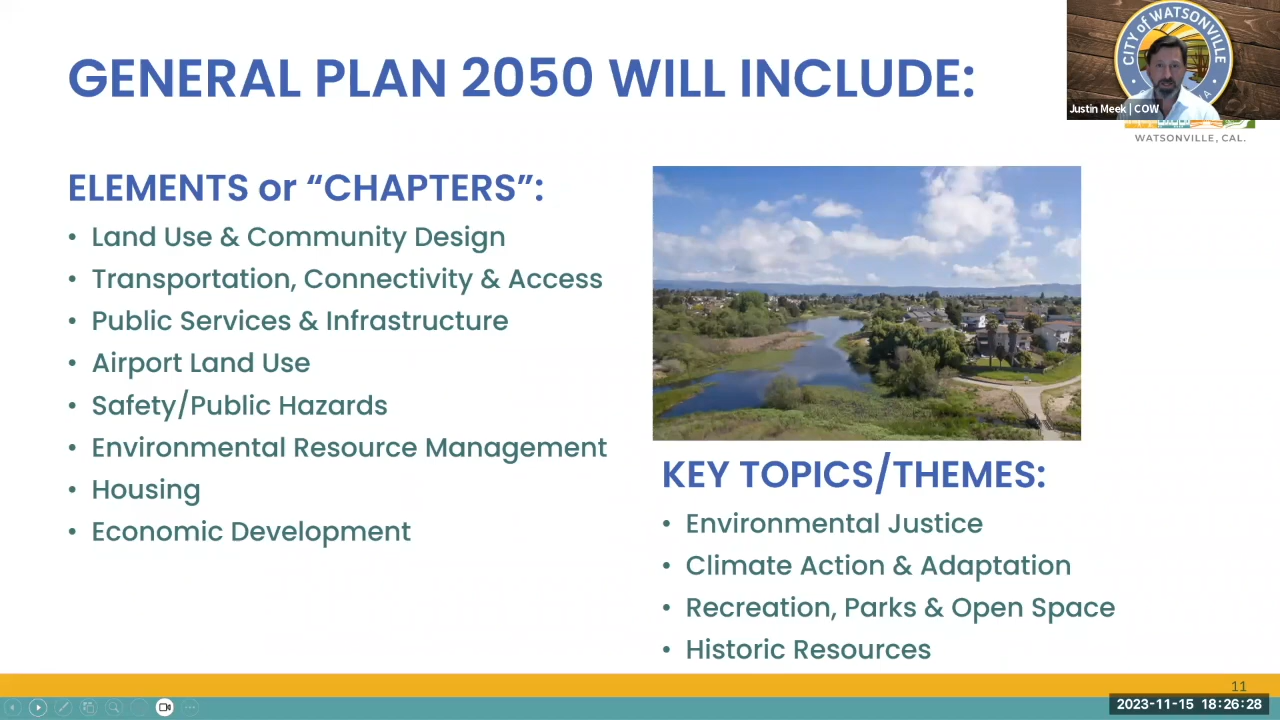 GENERAL PLAN 2050 WILL INCLUDE:
CITY of WATSONVILLE
Justin Meek | COW
WATSONVILLE, CAL.
ELEMENTS or “CHAPTERS”:
• Land Use & Community Design
• Transportation, Connectivity & Access
• Public Services & Infrastructure
• Airport Land Use
• Safety/Public Hazards
• Environmental Resource Management
• Housing
• Economic Development
KEY TOPICS/THEMES:
• Environmental Justice
• Climate Action & Adaptation
• Recreation, Parks & Open Space
• Historic Resources
11
2023-11-15 18:26:28